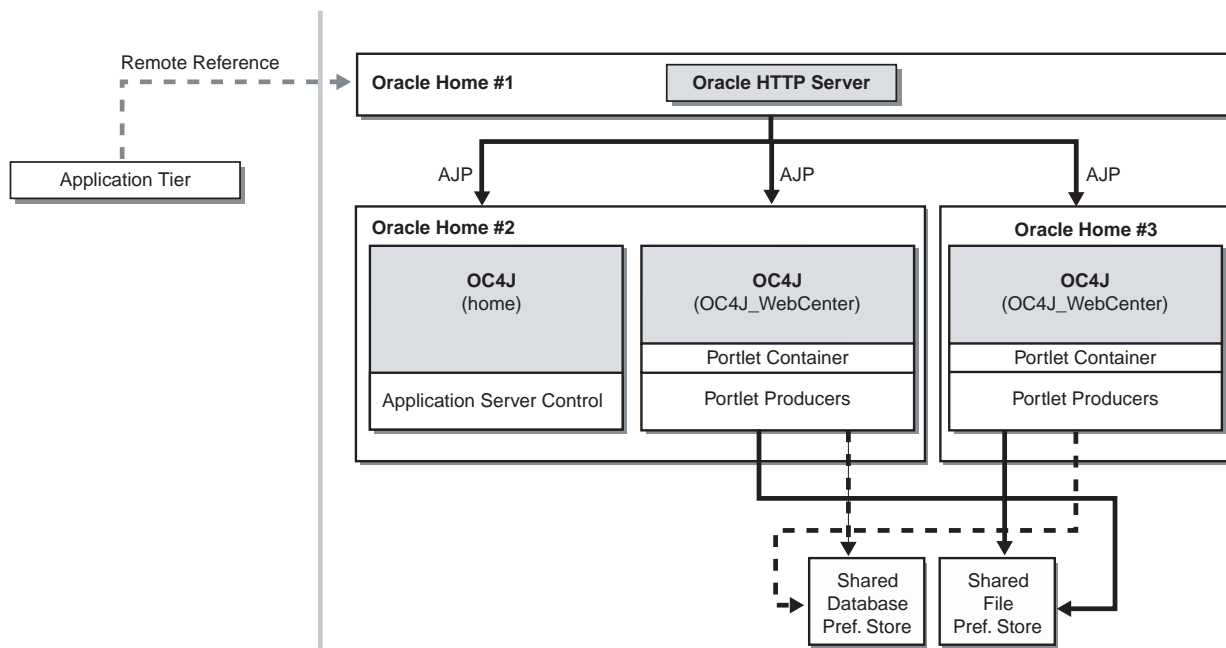 Remote Reference
Oracle Home #1
Oracle HTTP Server
Application Tier
AJP
AJP
AJP
Oracle Home #2
OC4J
(home)
Application Server Control
OC4J
(OC4J_WebCenter)
Portlet Container
Portlet Producers
Oracle Home #3
OC4J
(OC4J_WebCenter)
Portlet Container
Portlet Producers
Shared
Database
Pref. Store
Shared
File
Pref. Store